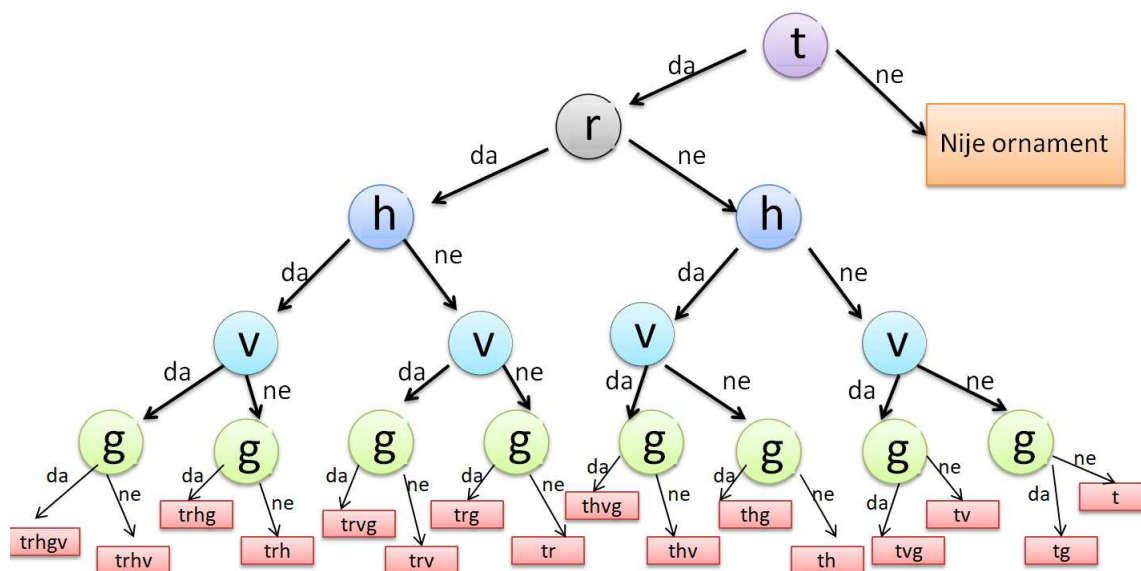 t
da
ne
r
Nije ornament
da
ne
h
h
da
ne
da
ne
v
v
v
v
da
ne
da
ne
da
ne
da
ne
g
g
g
g
g
g
g
g
da
ne
da
ne
da
ne
da
ne
da
ne
da
ne
da
ne
da
ne
trhgv
trhv
trhg
trh
trvg
trv
trg
tr
thvg
thv
thg
th
tvg
tv
tg
t